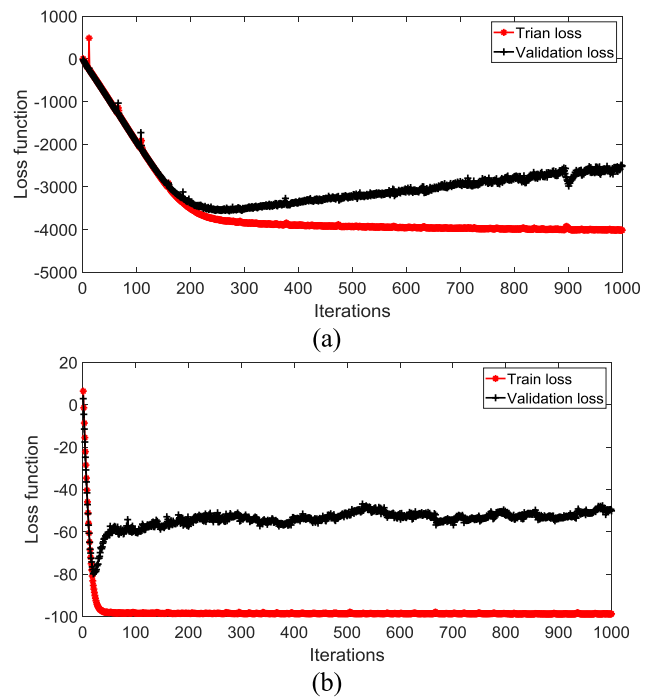 1000
0
-1000
-2000
-3000
-4000
-5000
Loss function
Trian loss
Validation loss
0 100 200 300 400 500 600 700 800 900 1000
Iterations
(a)
20
0
-20
-40
-60
-80
-100
Loss function
Train loss
Validation loss
0 100 200 300 400 500 600 700 800 900 1000
Iterations
(b)